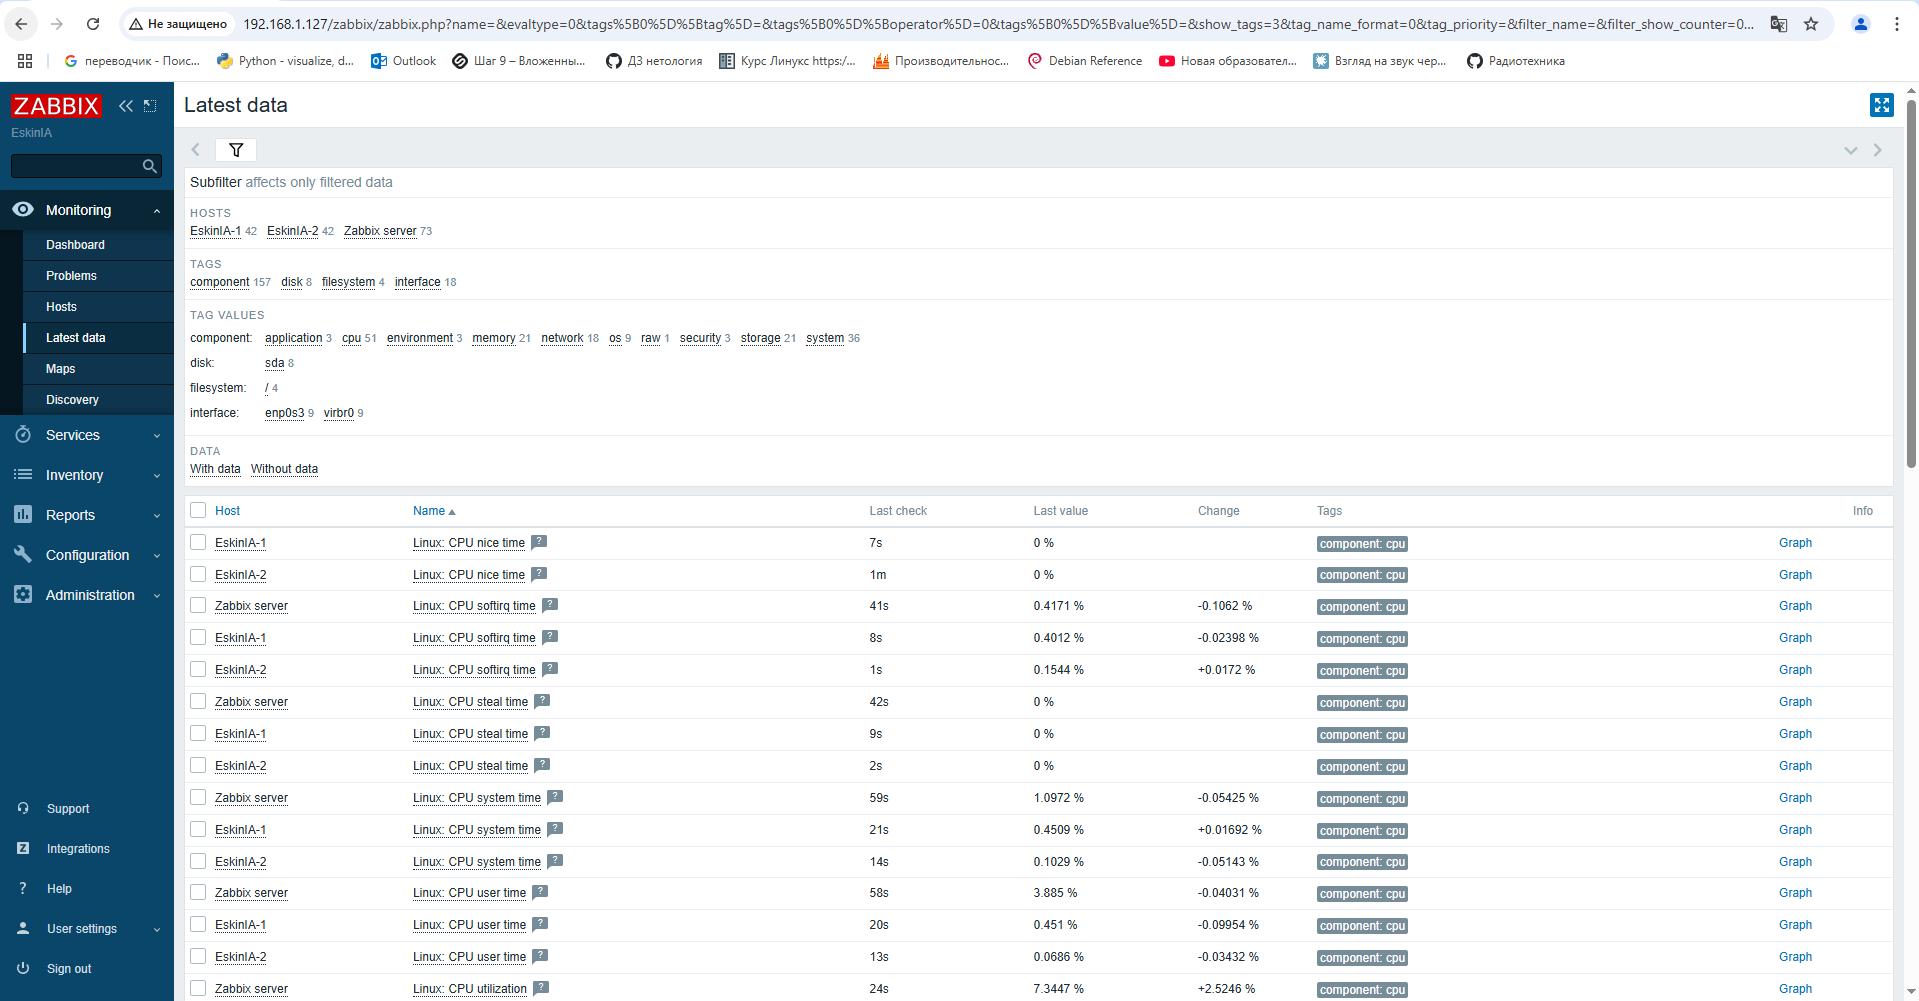 Не защищено
192.168.1.127/zabbix/zabbix.php?name=&evaltype=0&tags%5B0%5D%5Btag%5D=&tags%5B0%5D%5Boperator%5D=0&tags%5B0%5D%5Bvalue%5D=&show_tags=3&tag_name_format=0&tag_priority=&filter_name=&filter_show_counter=0...
переводчик - Поис... Python - visualize, d... Outlook Шаг 9 – Вложенны... ДЗ нетология Курс Линукс https:/... Производительнос... Debian Reference Новая образовател... Взгляд на звук чер... Радиотехника
ZABBIX
EskinIA
Monitoring
Dashboard
Problems
Hosts
Latest data
Maps
Discovery
Services
Inventory
Reports
Configuration
Administration
Support
Integrations
Help
User settings
Sign out
Latest data
Subfilter affects only filtered data
HOSTS
EskinIA-1 42 EskinIA-2 42 Zabbix server 73
TAGS
component 157 disk 8 filesystem 4 interface 18
TAG VALUES
component: application 3 cpu 51 environment 3 memory 21 network 18 os 9 raw 1 security 3 storage 21 system 36
disk: sda 8
filesystem: / 4
interface: enp0s3 9 virbr0 9
DATA
With data Without data
Host Name Last check Last value Change Tags Info
EskinIA-1 Linux: CPU nice time ? 7s 0 % component: cpu Graph
EskinIA-2 Linux: CPU nice time ? 1m 0 % component: cpu Graph
Zabbix server Linux: CPU softirq time ? 41s 0.4171 % -0.1062 % component: cpu Graph
EskinIA-1 Linux: CPU softirq time ? 8s 0.4012 % -0.02398 % component: cpu Graph
EskinIA-2 Linux: CPU softirq time ? 1s 0.1544 % +0.0172 % component: cpu Graph
Zabbix server Linux: CPU steal time ? 42s 0 % component: cpu Graph
EskinIA-1 Linux: CPU steal time ? 9s 0 % component: cpu Graph
EskinIA-2 Linux: CPU steal time ? 2s 0 % component: cpu Graph
Zabbix server Linux: CPU system time ? 59s 1.0972 % -0.05425 % component: cpu Graph
EskinIA-1 Linux: CPU system time ? 21s 0.4509 % +0.01692 % component: cpu Graph
EskinIA-2 Linux: CPU system time ? 14s 0.1029 % -0.05143 % component: cpu Graph
Zabbix server Linux: CPU user time ? 58s 3.885 % -0.04031 % component: cpu Graph
EskinIA-1 Linux: CPU user time ? 20s 0.451 % -0.09954 % component: cpu Graph
EskinIA-2 Linux: CPU user time ? 13s 0.0686 % -0.03432 % component: cpu Graph
Zabbix server Linux: CPU utilization ? 24s 7.3447 % +2.5246 % component: cpu Graph